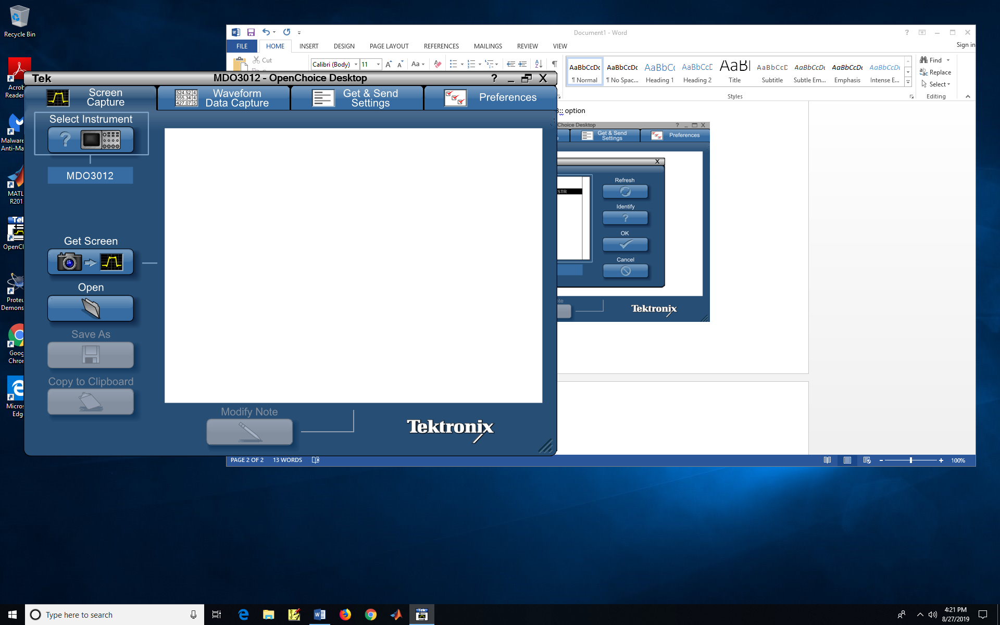 Recycle Bin
Acrob
Reader
Malware
Anti-Ma...
MATL
R201
OpenCl
Proteu
Demons
Goog
Chron
Micros
Edg
Document1 - Word
Sign in
FILE
HOME
INSERT
DESIGN
PAGE LAYOUT
REFERENCES
MAILINGS
REVIEW
VIEW
Cut
Calibri (Body)
11
Aa
AaBbCcDc
AaBbCcDc
AaBbCc
AaBbCcC
AaBl
AaBbCcC
AaBbCcDc
AaBbCcDc
AaBbCcDc
¶ Normal
¶ No Spac...
Heading 1
Heading 2
Title
Subtitle
Subtle Em...
Emphasis
Intense E...
Styles
Find
Replace
Select
Editing
Tek
MDO3012 - OpenChoice Desktop
? _ X
Screen
Capture
524.52 4
555.34 4
427.07 5
Waveform
Data Capture
Get & Send
Settings
Preferences
Select Instrument
?
MDO3012
Get Screen
Open
Save As
Copy to Clipboard
Modify Note
Tektronix
:: option
Choice Desktop
? _ X
Get & Send
Settings
Preferences
X
STR
Refresh
Identify
?
OK
Cancel
Tektronix
PAGE 2 OF 2
13 WORDS
100%
Type here to search
Tek
4:21 PM
8/27/2019